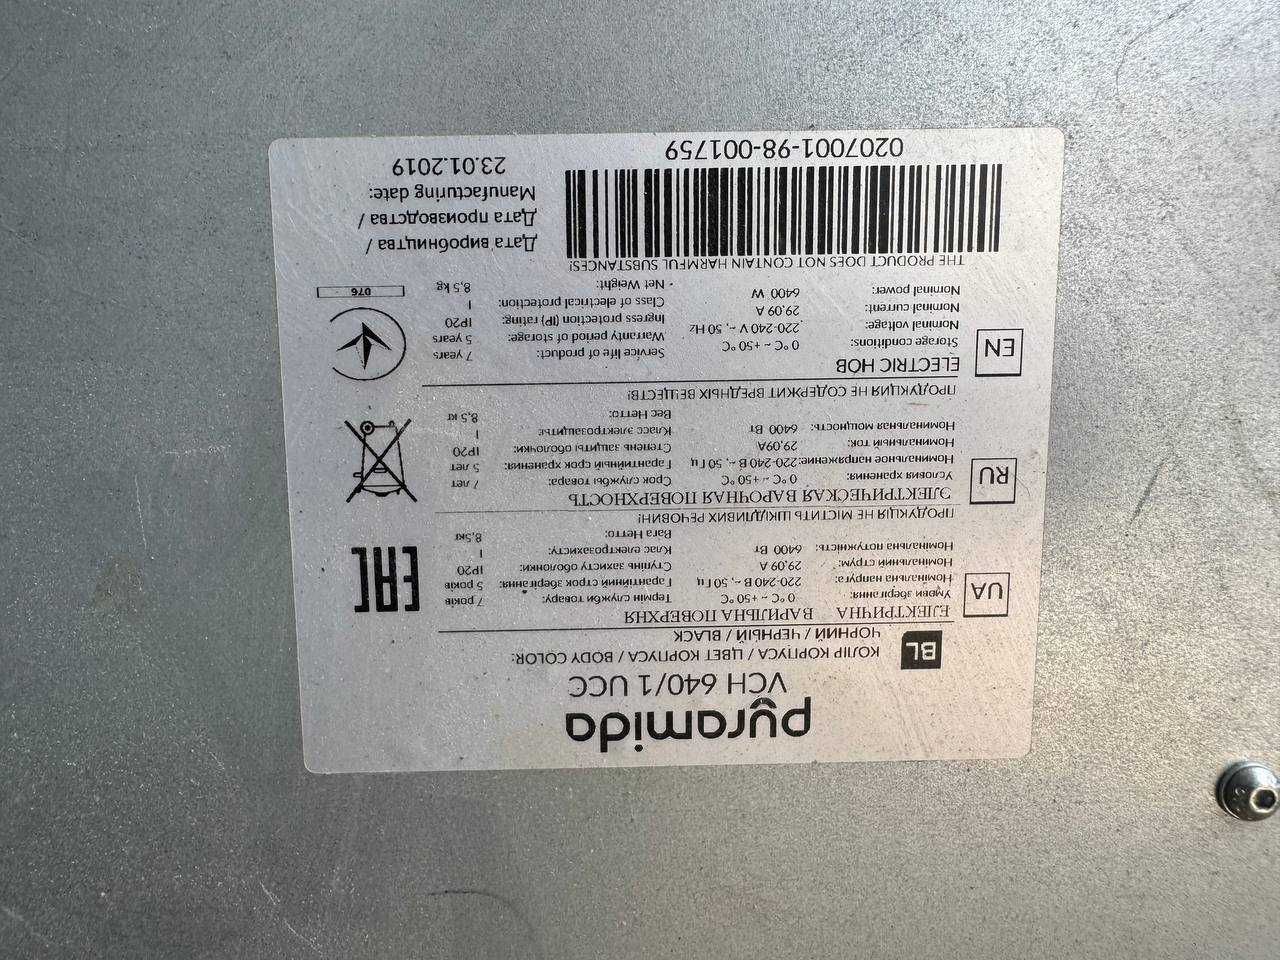 pyramida
VCH 640/1 UCC
BL
КОЛІР КОРПУСА / ЦВЕТ КОРПУСА / BODY COLOR:
ЧОРНИЙ / ЧЕРНЫЙ / BLACK
UA
ЕЛЕКТРИЧНА ВАРИЛЬНА ПОВЕРХНЯ
Умови зберігання: 0 °C ~ +50 °C Термін служби товару: 7 років
Номінальна напруга: 220-240 В ~, 50 Гц Гарантійний строк зберігання: 5 років
Номінальний струм: 29,09 А Ступінь захисту оболонки: IP20
Номінальна потужність: 6400 Вт Клас електрозахисту: I
Вага Нетто: 8,5кг
ПРОДУКЦІЯ НЕ МІСТИТЬ ШКІДЛИВИХ РЕЧОВИН!
EAC
RU
ЭЛЕКТРИЧЕСКАЯ ВАРОЧНАЯ ПОВЕРХНОСТЬ
Условия хранения: 0 °C ~ +50 °C Срок службы товара: 7 лет
Номинальное напряжение: 220-240 В ~, 50 Гц Гарантийный срок хранения: 5 лет
Номинальный ток: 29,09А Степень защиты оболочки: IP20
Номинальная мощность: 6400 Вт Класс электрозащиты: I
Вес Нетто: 8,5 кг
ПРОДУКЦИЯ НЕ СОДЕРЖИТ ВРЕДНЫХ ВЕЩЕСТВ!
EN
ELECTRIC HOB
Storage conditions: 0 °C ~ +50 °C Service of life of product: 7 years
Nominal voltage: 220-240 V ~, 50 Hz Warranty period of storage: 5 years
Nominal current: 29,09 A Ingress protection (IP) rating: IP20
Nominal power: 6400 W Class of electrical protection: I
Net Weight: 8,5 kg
THE PRODUCT DOES NOT CONTAIN HARMFUL SUBSTANCES!
D76
Дата виробництва /
Дата производства /
Manufacturing date:
23.01.2019
0207001-98-001759